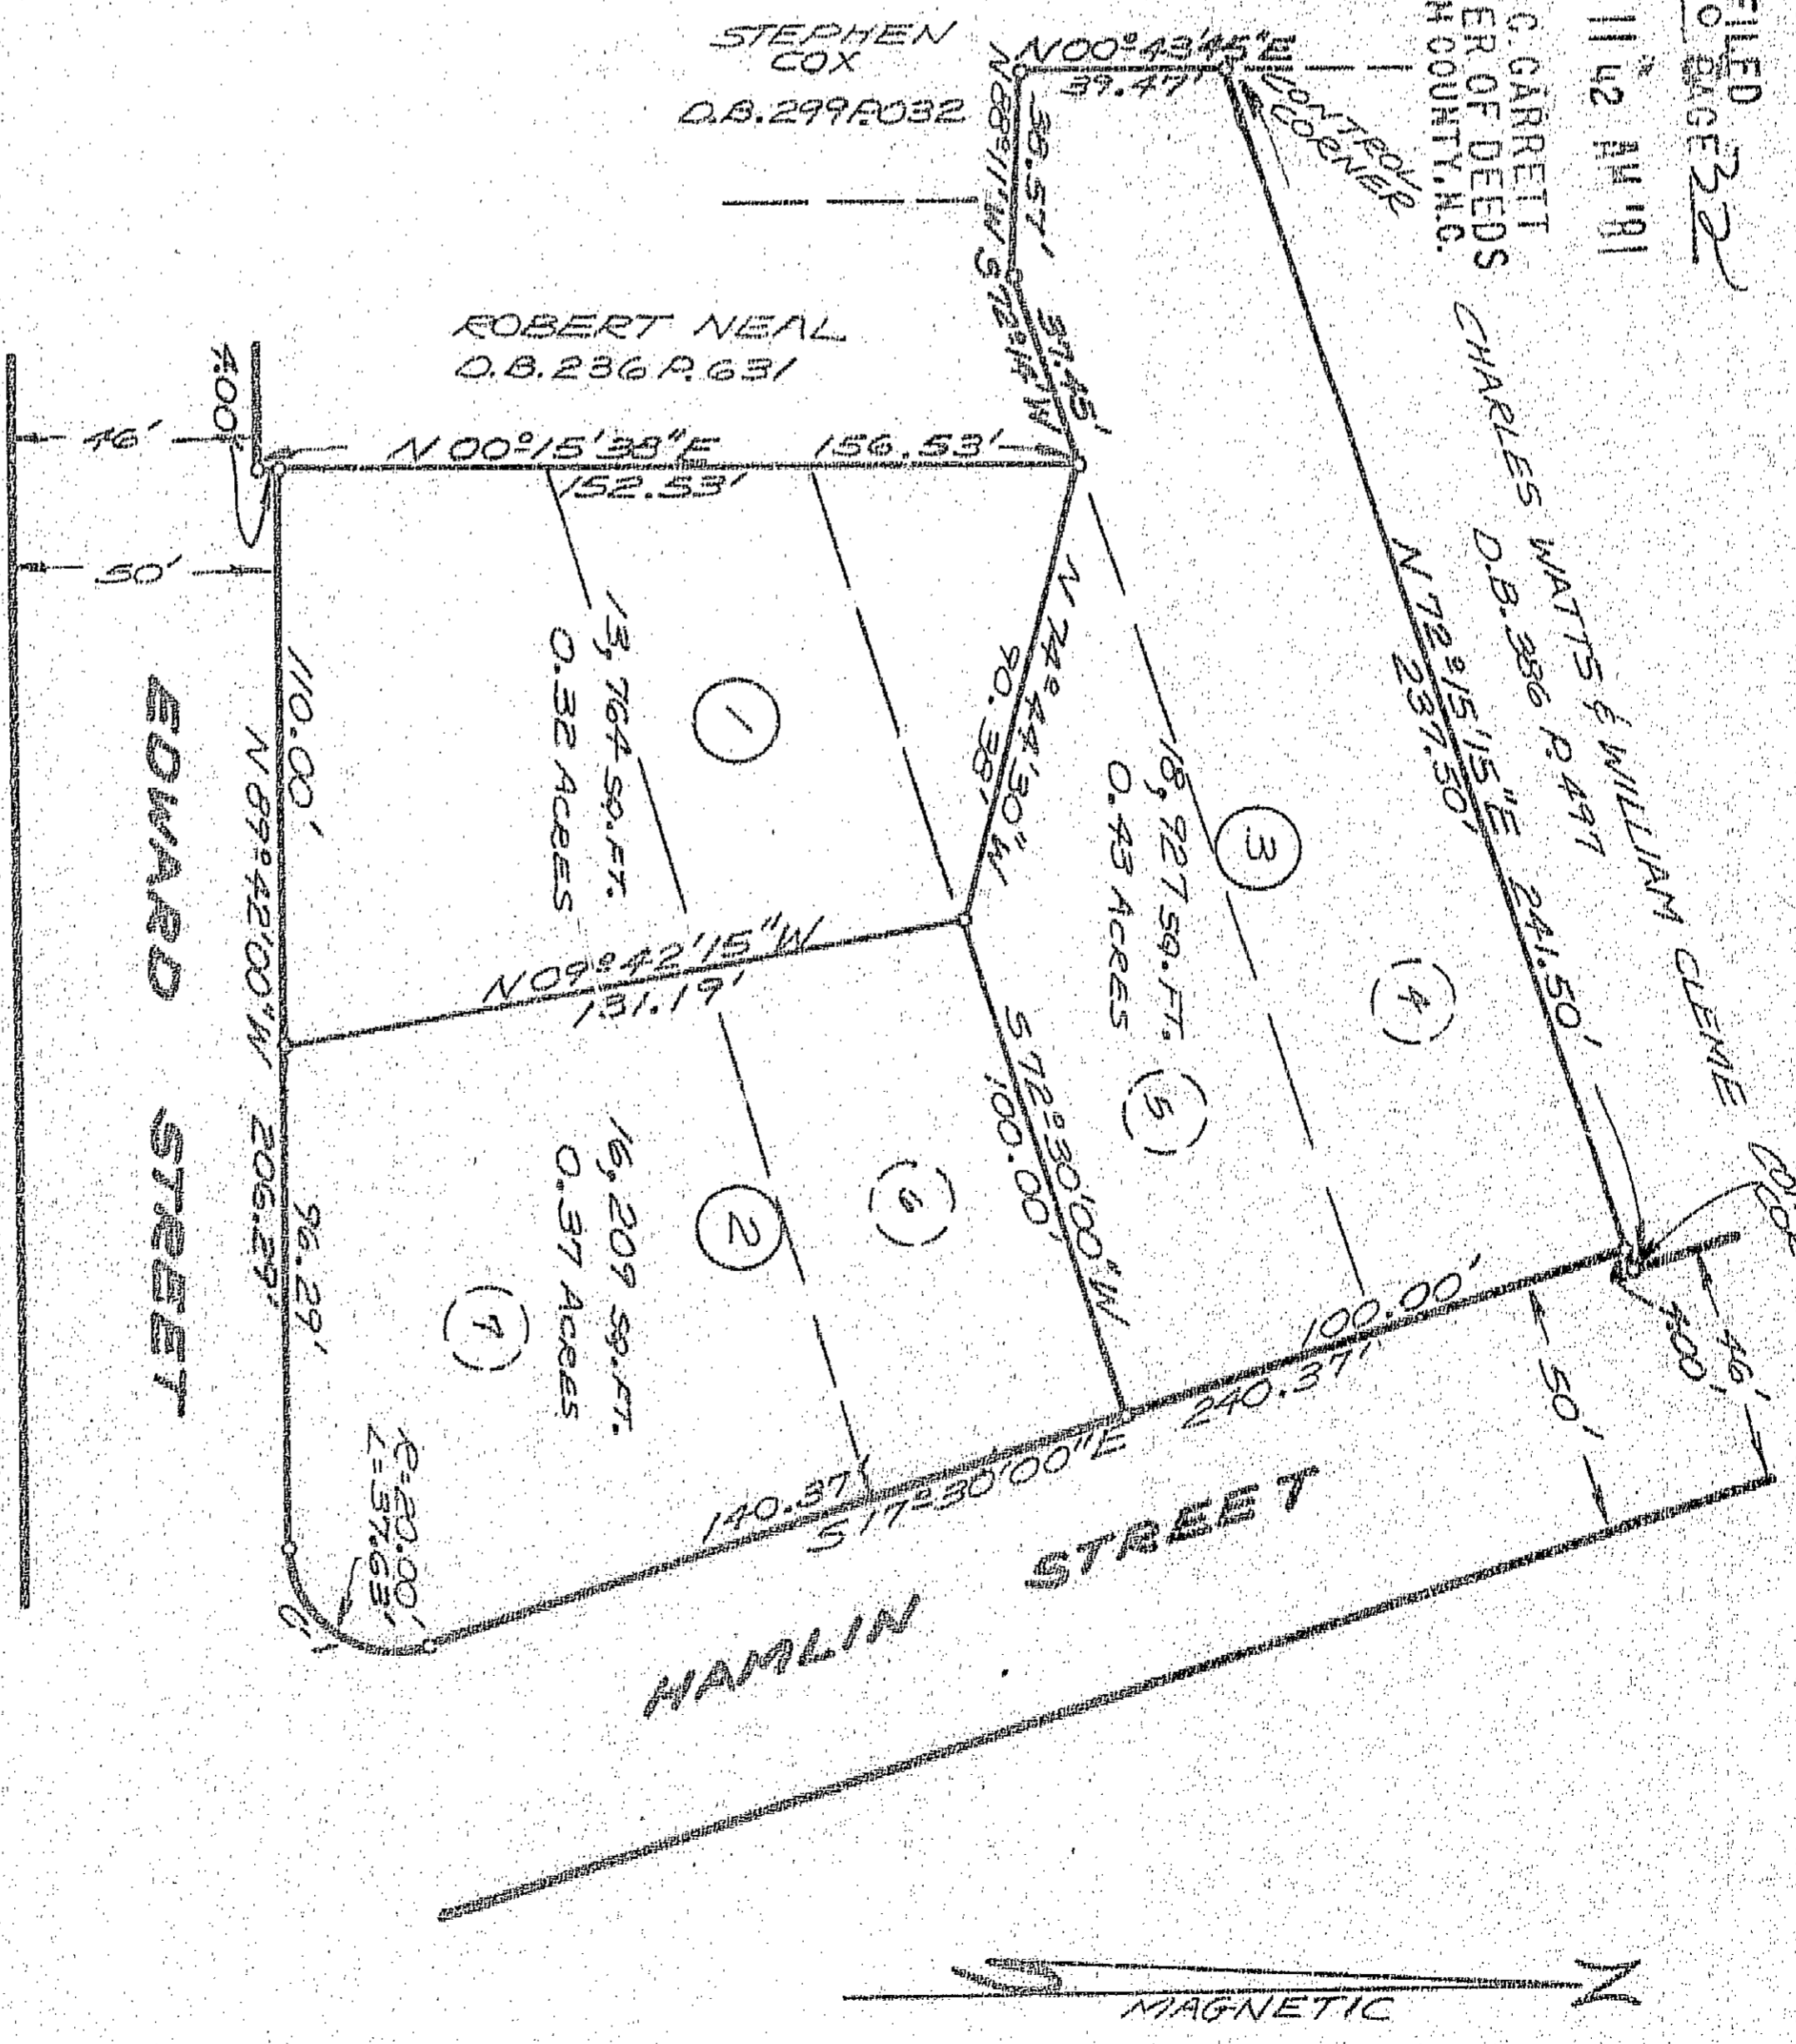 FILED
PAGE 32
11 42 AM '81
C. GARRETT
ER OF DEEDS
H COUNTY, N.C.
STEPHEN
COX
D.B. 299 P. 032
N 00° 43' 45" E
39.47'
CONTROL
CORNER
N 88° 11' W
38.57'
S 72° 14' W
37.45'
ROBERT NEAL
D.B. 236 P. 631
CHARLES WATTS & WILLIAM CLEME
D.B. 386 P. 497
N 72° 15' 15" E 241.50'
237.50'
4.00'
46'
50'
N 00° 15' 38" E 156.53'
152.53'
N 74° 44' 30" W
90.38'
1
13,764 SQ. FT.
0.32 ACRES
3
18,927 SQ. FT.
0.43 ACRES
4
5
110.00'
N 89° 42' 00" W 206.29'
96.29'
EDWARD STREET
N 09° 42' 15" W
131.19'
S 72° 30' 00" W
100.00'
2
16,209 SQ. FT.
0.37 ACRES
6
7
R=20.00'
L=37.63'
100.00'
240.37'
140.37'
S 17° 30' 00" E
4.00'
46'
50'
HAMLIN STREET
N
MAGNETIC